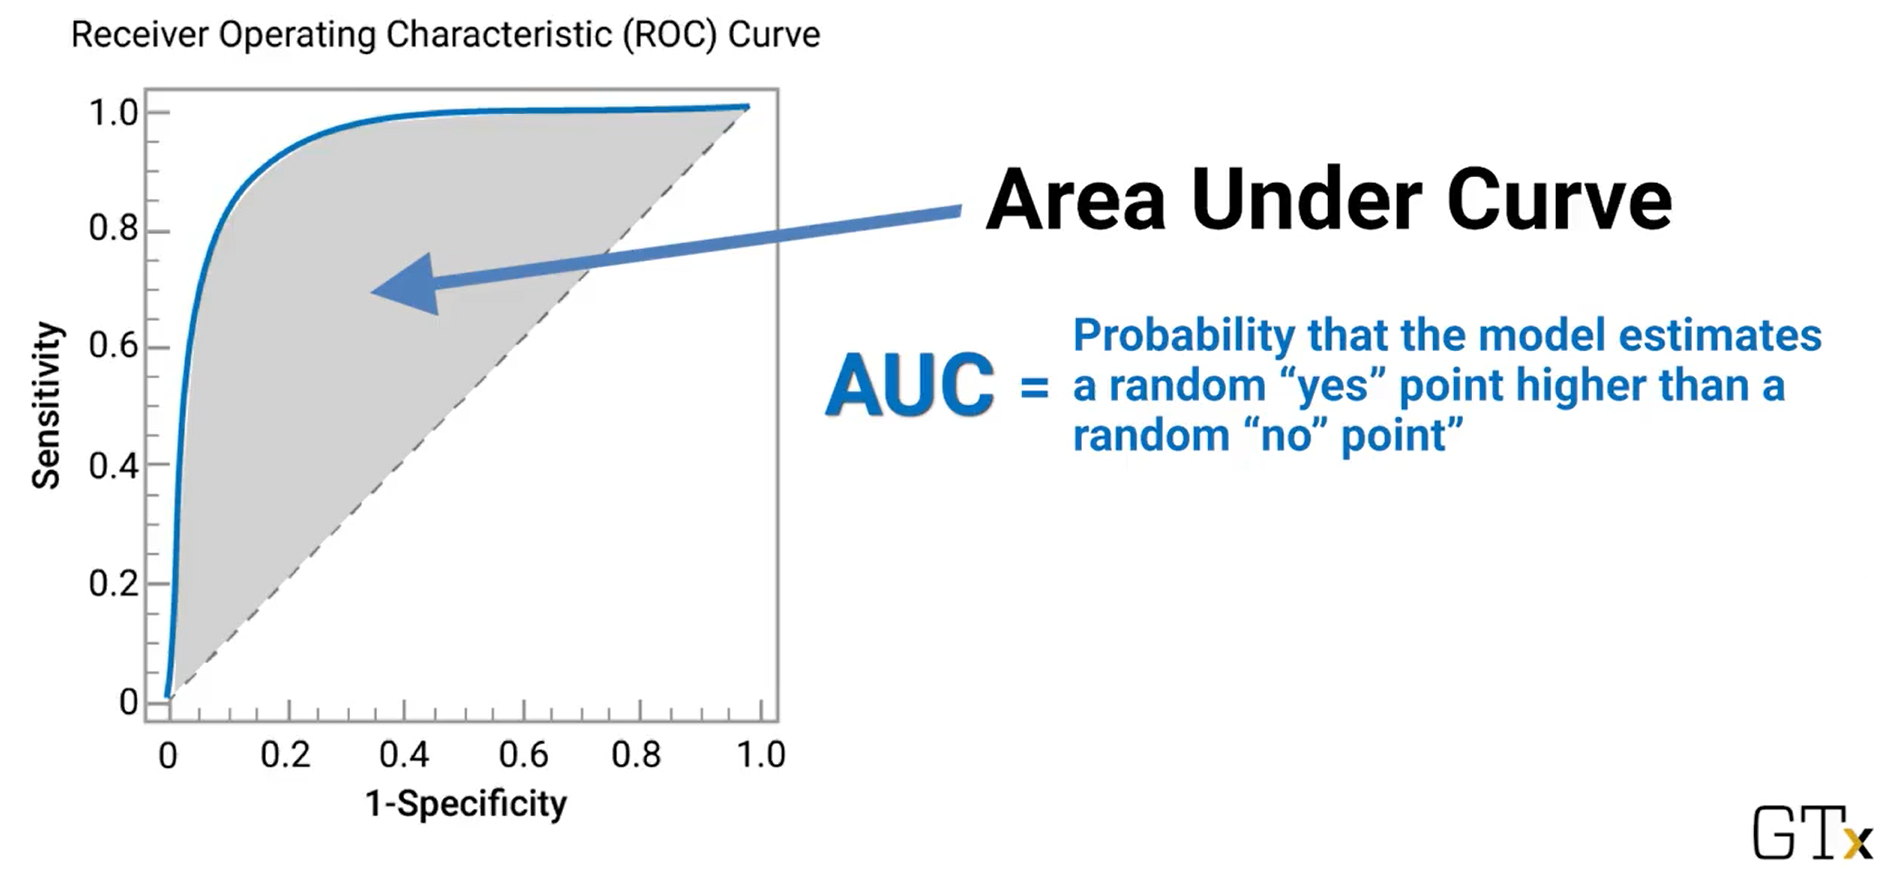 Receiver Operating Characteristic (ROC) Curve
1.0
0.8
0.6
0.4
0.2
0
Sensitivity
0 0.2 0.4 0.6 0.8 1.0
1-Specificity
Area Under Curve
AUC =
Probability that the model estimates
a random “yes” point higher than a
random “no” point”
GTx